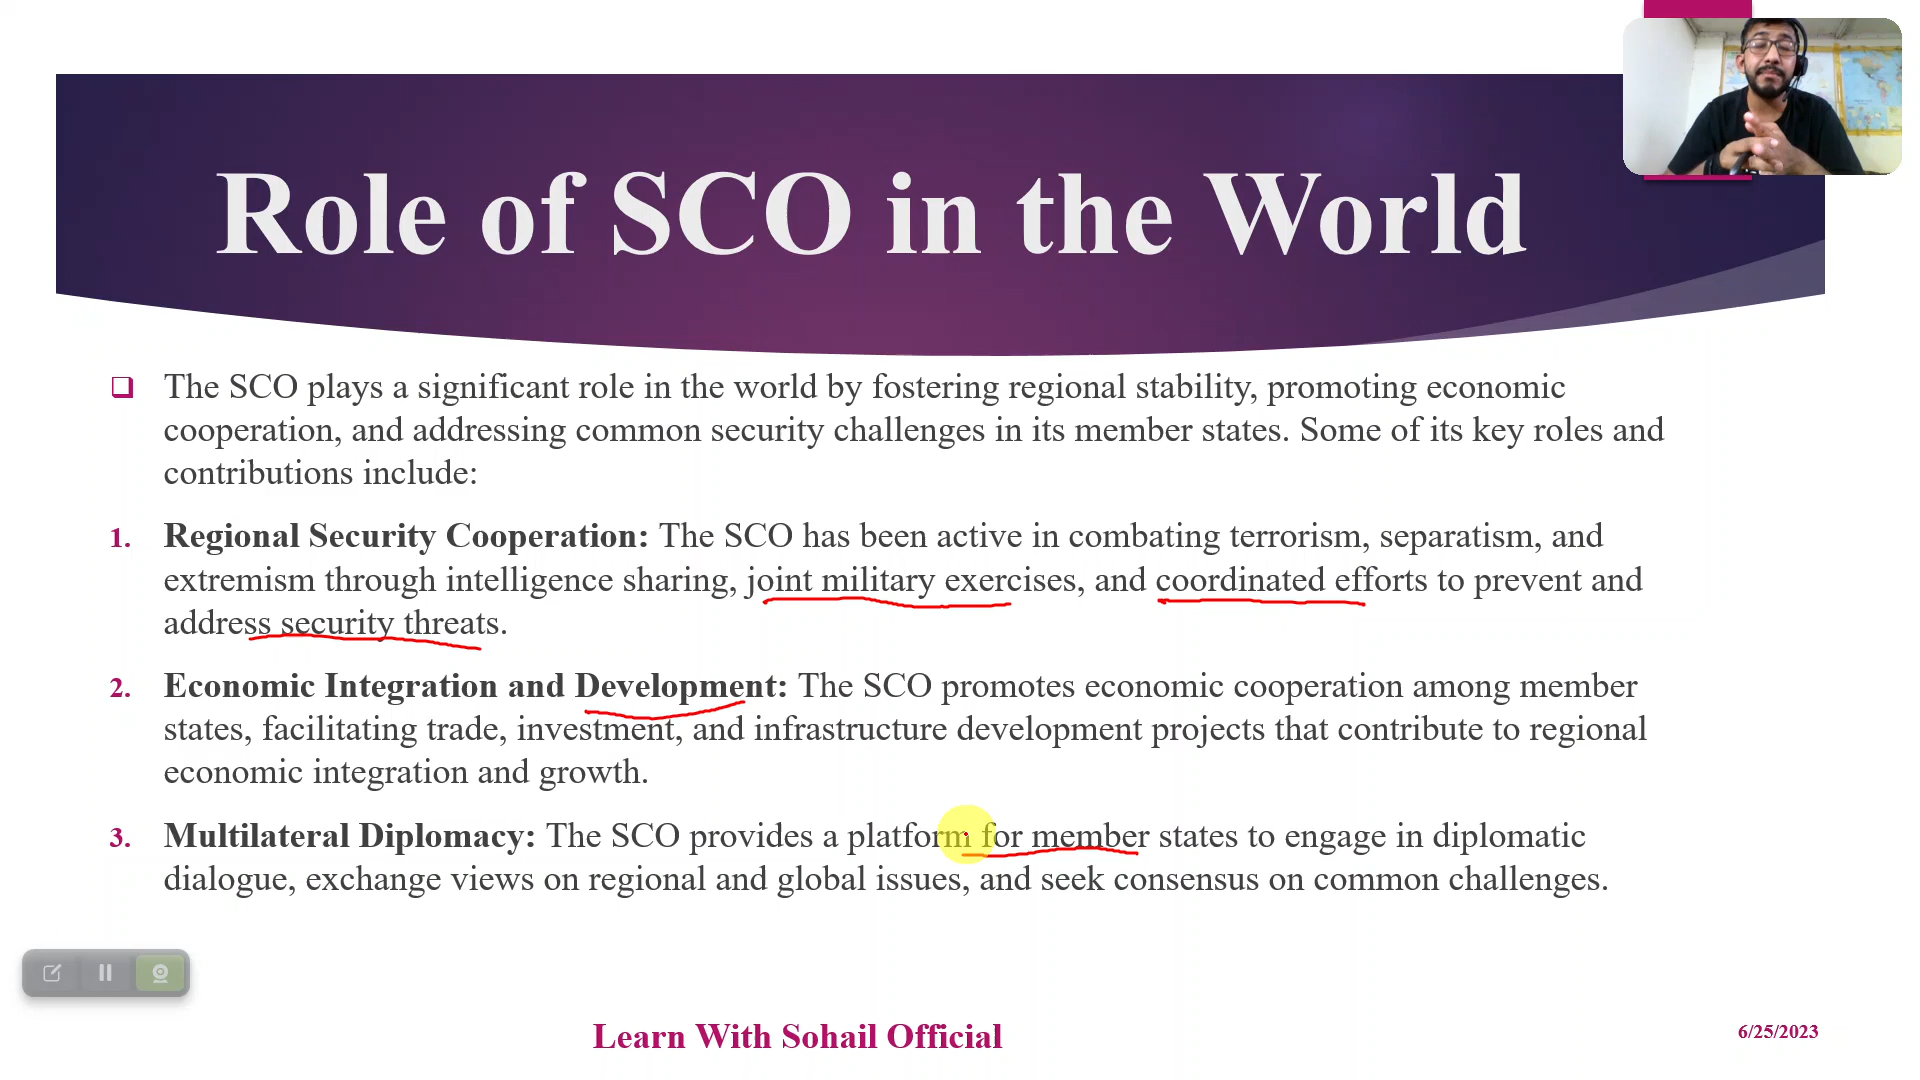 Role of SCO in the World
The SCO plays a significant role in the world by fostering regional stability, promoting economic
cooperation, and addressing common security challenges in its member states. Some of its key roles and
contributions include:
1. Regional Security Cooperation: The SCO has been active in combating terrorism, separatism, and
extremism through intelligence sharing, joint military exercises, and coordinated efforts to prevent and
address security threats.
2. Economic Integration and Development: The SCO promotes economic cooperation among member
states, facilitating trade, investment, and infrastructure development projects that contribute to regional
economic integration and growth.
3. Multilateral Diplomacy: The SCO provides a platform for member states to engage in diplomatic
dialogue, exchange views on regional and global issues, and seek consensus on common challenges.
Learn With Sohail Official
6/25/2023